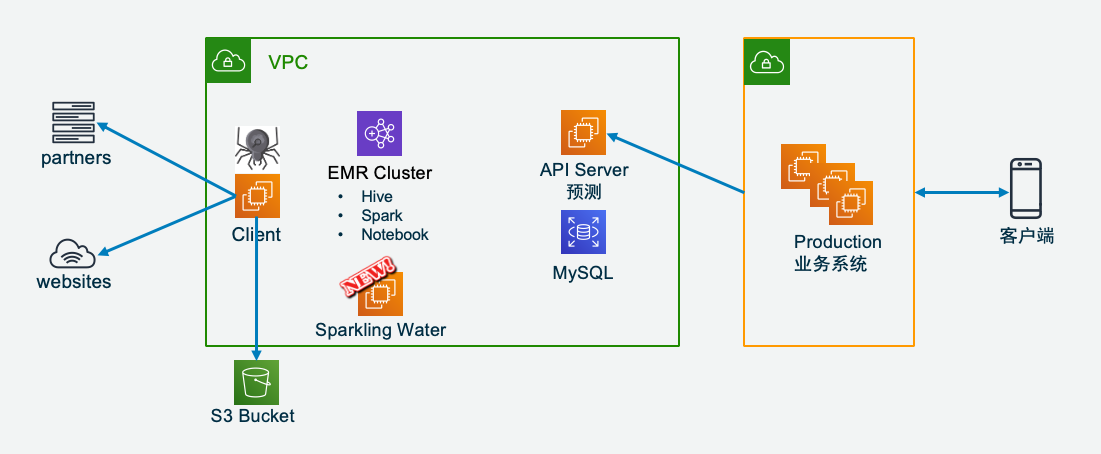 VPC
partners
websites
Client
S3 Bucket
EMR Cluster
• Hive
• Spark
• Notebook
NEW!
Sparkling Water
API Server
预测
MySQL
Production
业务系统
客户端